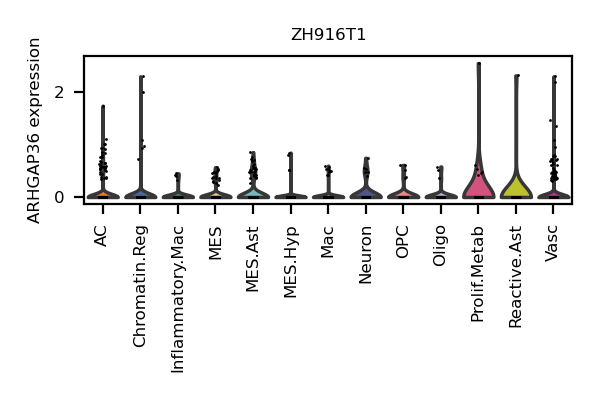 ZH916T1
ARHGAP36 expression
2
0
AC
Chromatin.Reg
Inflammatory.Mac
MES
MES.Ast
MES.Hyp
Mac
Neuron
OPC
Oligo
Prolif.Metab
Reactive.Ast
Vasc